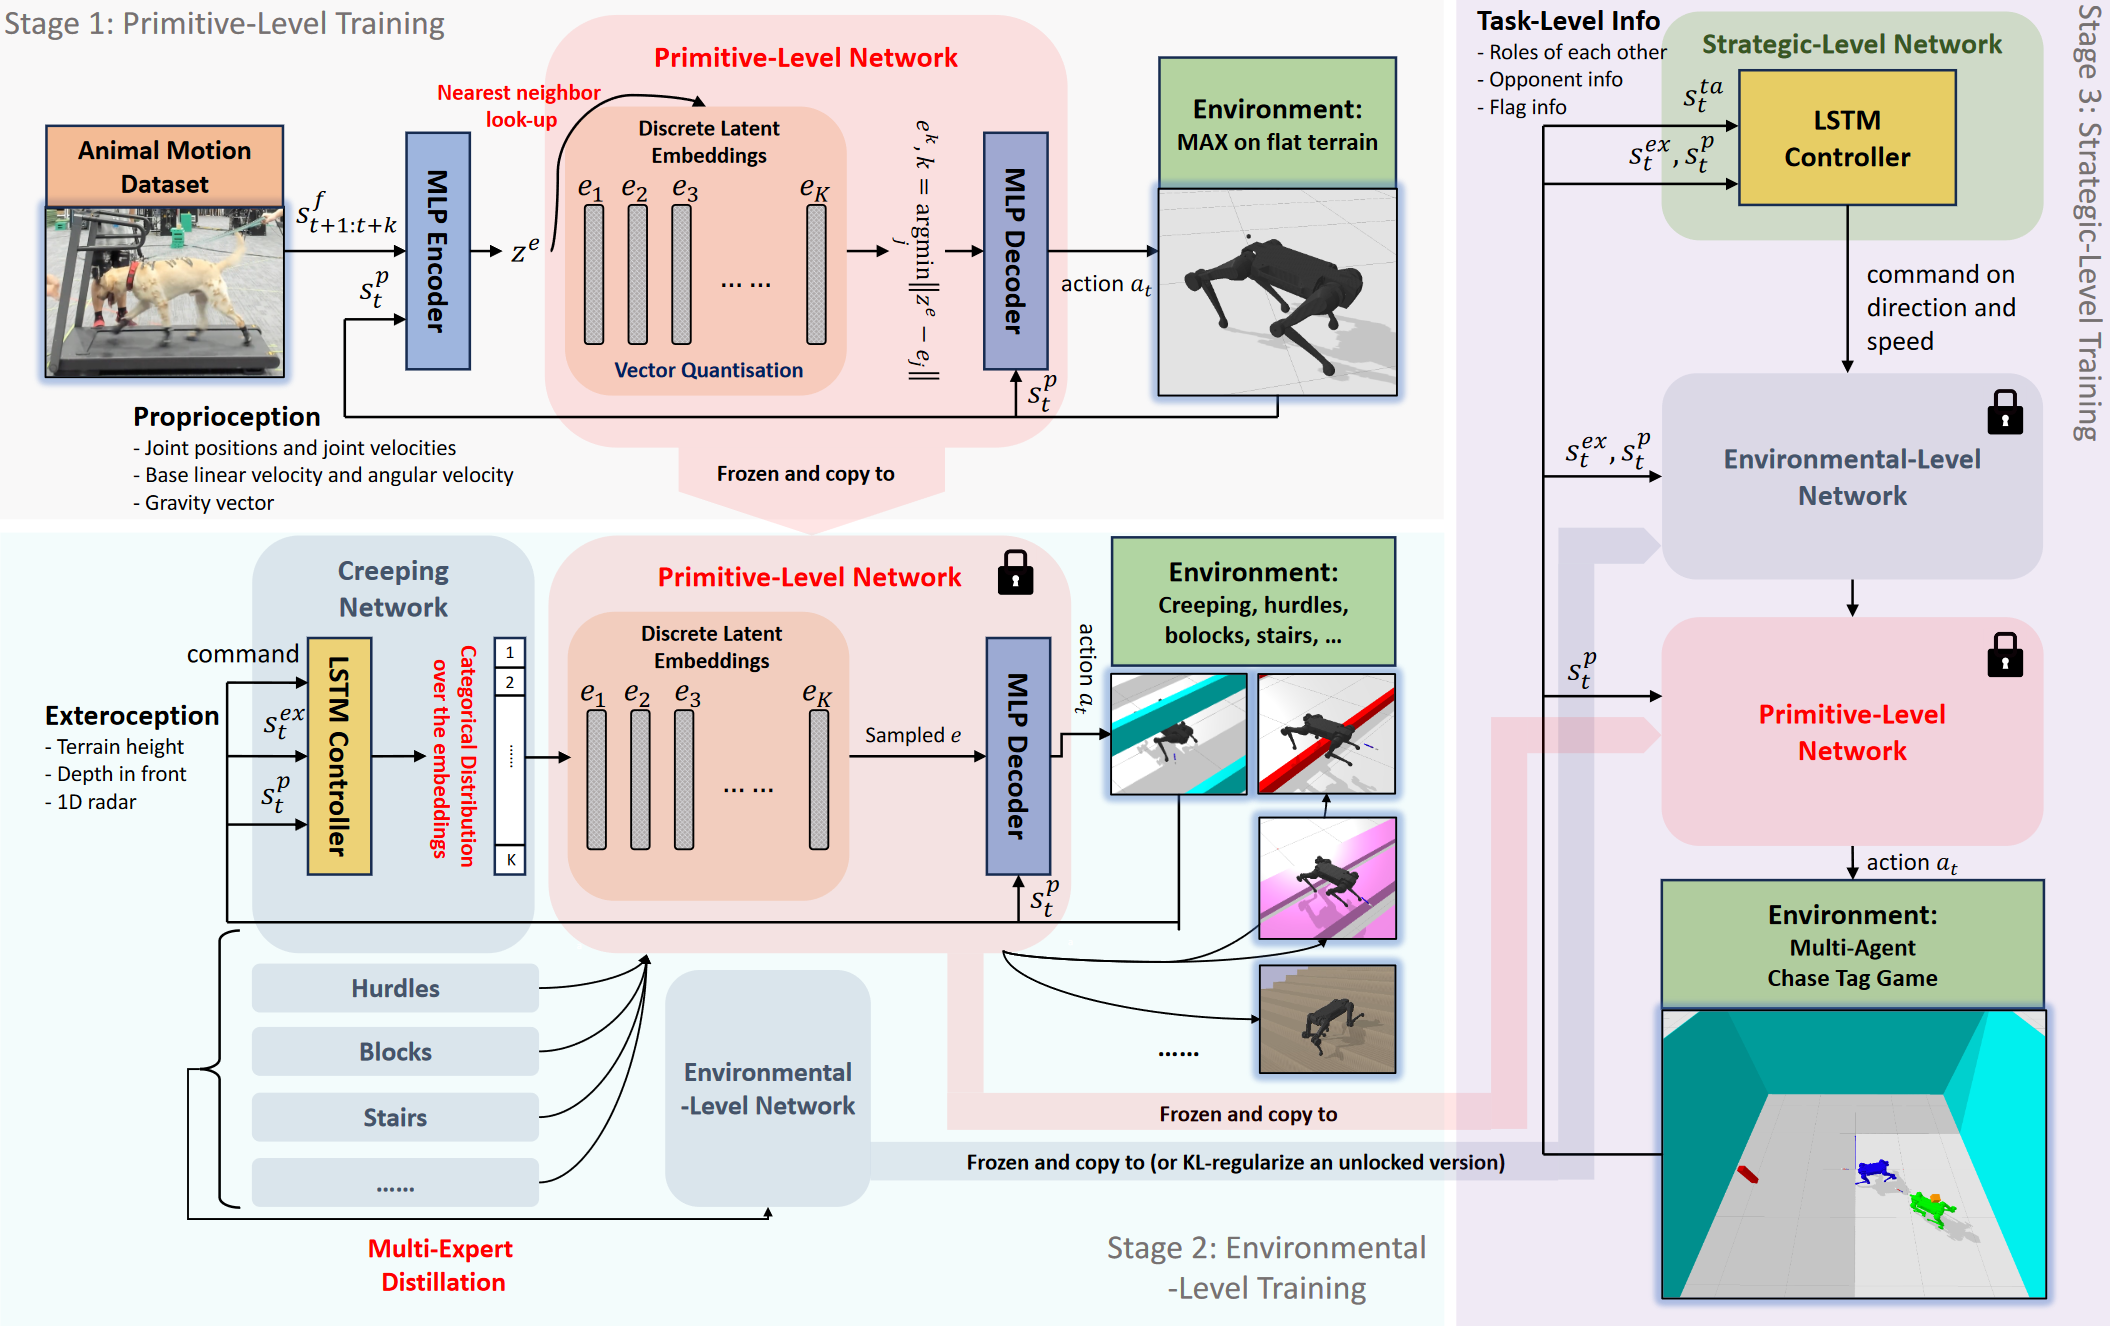 Stage 1: Primitive-Level Training
Animal Motion
Dataset
s^f_{t+1:t+k}
s^p_t
MLP Encoder
z^e
Nearest neighbor
look-up
Primitive-Level Network
Discrete Latent
Embeddings
e_1 e_2 e_3 e_K
... ...
Vector Quantisation
e^k, k = argmin_j ||z^e − e_j||
MLP Decoder
s^p_t
action a_t
Environment:
MAX on flat terrain
Proprioception
- Joint positions and joint velocities
- Base linear velocity and angular velocity
- Gravity vector
Frozen and copy to
Creeping
Network
command
Exteroception
- Terrain height
- Depth in front
- 1D radar
s^{ex}_t
s^p_t
LSTM Controller
Categorical Distribution
over the embeddings
1
2
......
K
Primitive-Level Network
Discrete Latent
Embeddings
e_1 e_2 e_3 e_K
... ...
Sampled e
MLP Decoder
s^p_t
action a_t
Environment:
Creeping, hurdles,
bolocks, stairs, ...
......
Hurdles
Blocks
Stairs
......
Multi-Expert
Distillation
Environmental
-Level Network
Frozen and copy to
Frozen and copy to (or KL-regularize an unlocked version)
Stage 2: Environmental
-Level Training
Stage 3: Strategic-Level Training
Task-Level Info
- Roles of each other
- Opponent info
- Flag info
Strategic-Level Network
s^{ta}_t
s^{ex}_t, s^p_t
LSTM
Controller
command on
direction and
speed
s^{ex}_t, s^p_t
Environmental-Level
Network
s^p_t
Primitive-Level
Network
action a_t
Environment:
Multi-Agent
Chase Tag Game